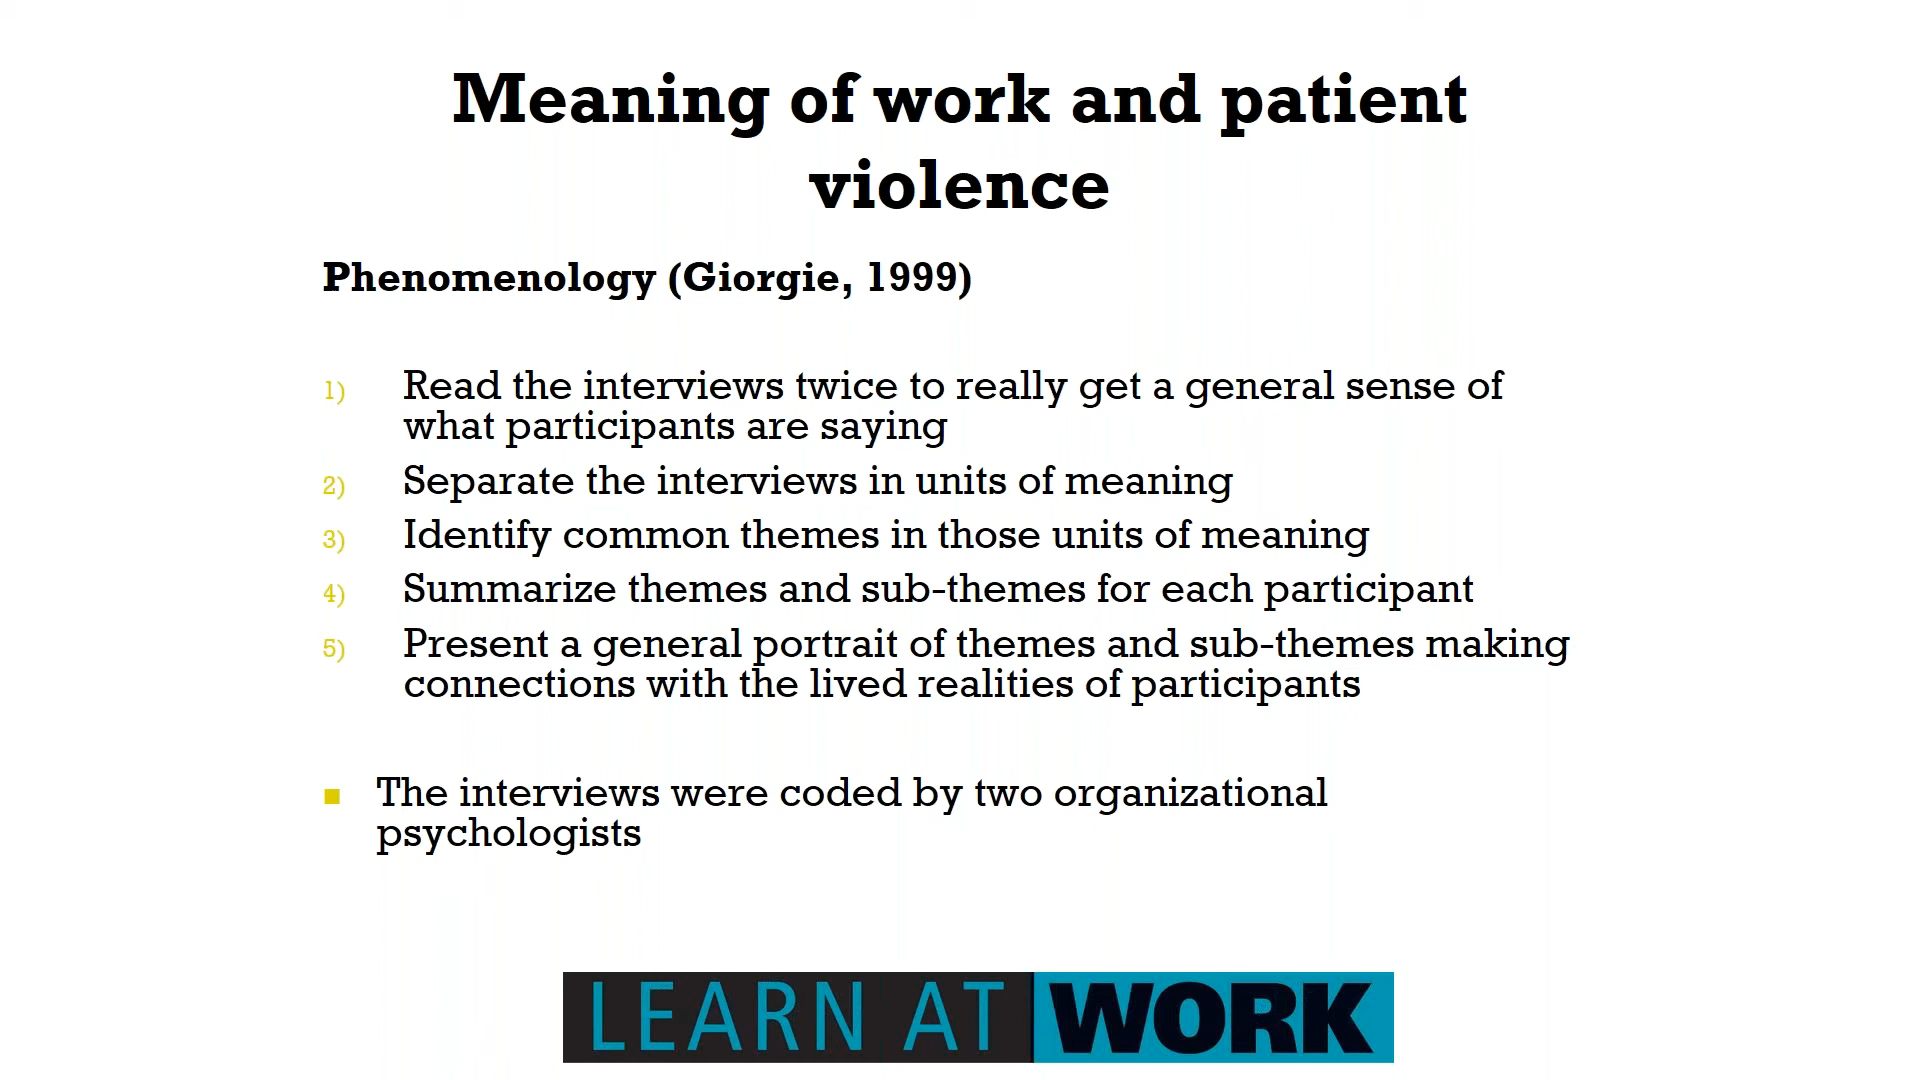 Meaning of work and patient
violence
Phenomenology (Giorgie, 1999)
1) Read the interviews twice to really get a general sense of
what participants are saying
2) Separate the interviews in units of meaning
3) Identify common themes in those units of meaning
4) Summarize themes and sub-themes for each participant
5) Present a general portrait of themes and sub-themes making
connections with the lived realities of participants
■ The interviews were coded by two organizational
psychologists
LEARN AT WORK